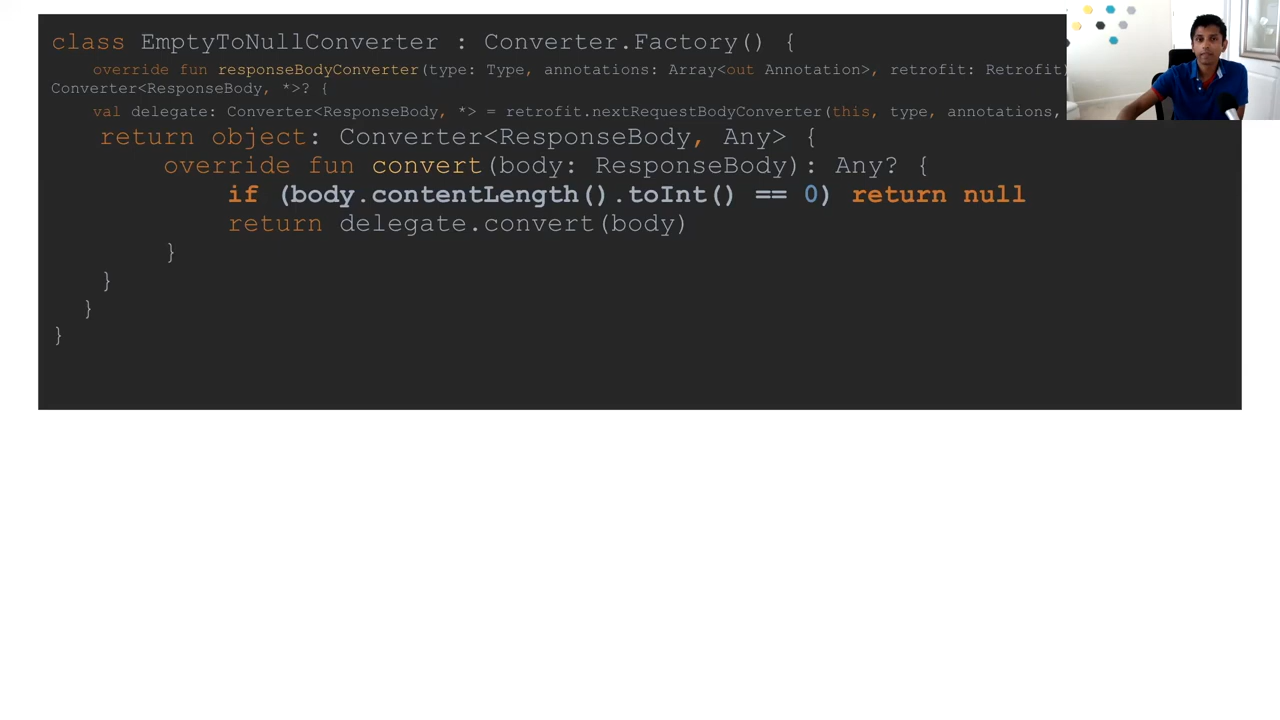 class EmptyToNullConverter : Converter.Factory() {
override fun responseBodyConverter(type: Type, annotations: Array<out Annotation>, retrofit: Retrofit)
Converter<ResponseBody, *>? {
val delegate: Converter<ResponseBody, *> = retrofit.nextRequestBodyConverter(this, type, annotations,
return object: Converter<ResponseBody, Any> {
override fun convert(body: ResponseBody): Any? {
if (body.contentLength().toInt() == 0) return null
return delegate.convert(body)
}
}
}
}